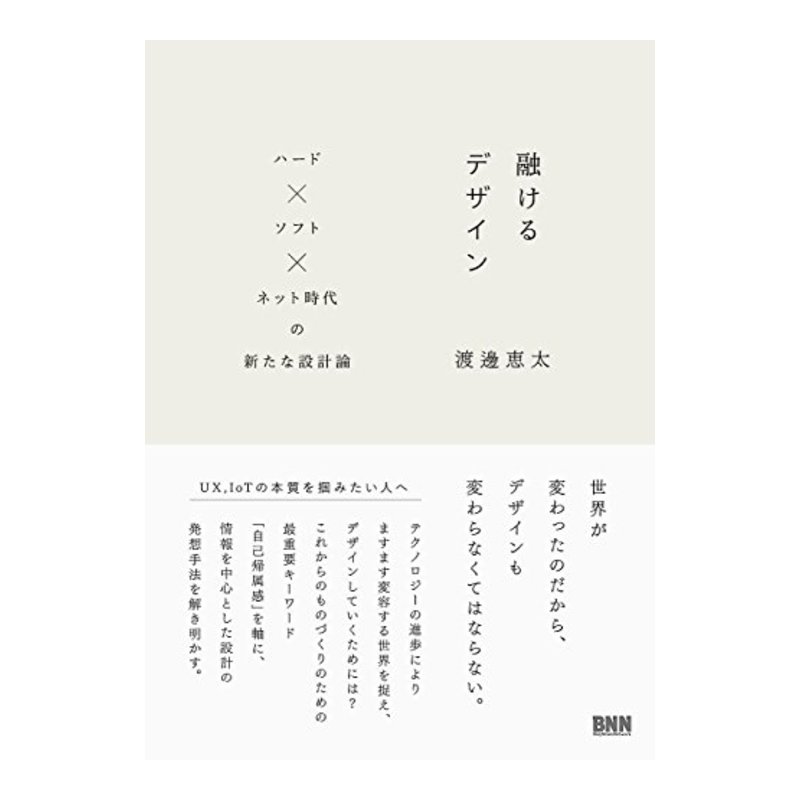 融ける
デザイン
渡邊恵太
ハード
×
ソフト
×
ネット時代
の
新たな設計論
世界が
変わったのだから、
デザインも
変わらなくてはならない。
UX,IoTの本質を掴みたい人へ
テクノロジーの進歩により
ますます変容する世界を捉え、
デザインしていくためには?
これからのものづくりのための
最重要キーワード
「自己帰属感」を軸に、
情報を中心とした設計の
発想手法を解き明かす。
BNN